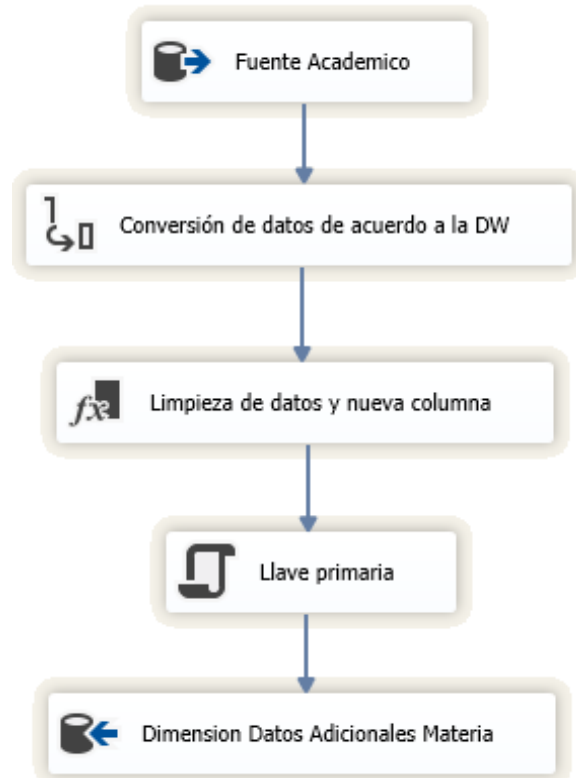 Fuente Academico
Conversión de datos de acuerdo a la DW
Limpieza de datos y nueva columna
Llave primaria
Dimension Datos Adicionales Materia